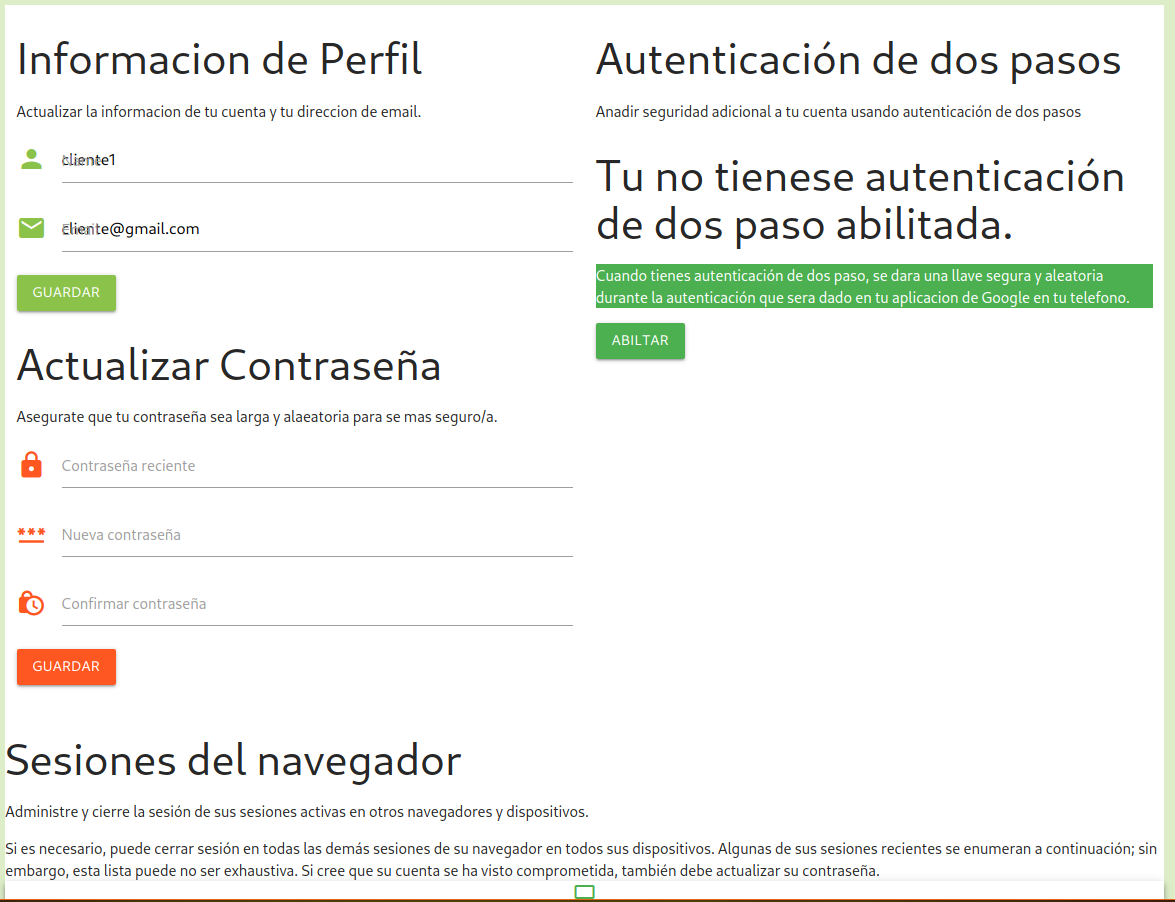 Informacion de Perfil
Actualizar la informacion de tu cuenta y tu direccion de email.
cliente1
cliente@gmail.com
GUARDAR
Actualizar Contraseña
Asegurate que tu contraseña sea larga y alaeatoria para se mas seguro/a.
Contraseña reciente
Nueva contraseña
Confirmar contraseña
GUARDAR
Autenticación de dos pasos
Anadir seguridad adicional a tu cuenta usando autenticación de dos pasos
Tu no tienese autenticación
de dos paso abilitada.
Cuando tienes autenticación de dos paso, se dara una llave segura y aleatoria
durante la autenticación que sera dado en tu aplicacion de Google en tu telefono.
ABILTAR
Sesiones del navegador
Administre y cierre la sesión de sus sesiones activas en otros navegadores y dispositivos.
Si es necesario, puede cerrar sesión en todas las demás sesiones de su navegador en todos sus dispositivos. Algunas de sus sesiones recientes se enumeran a continuación; sin
embargo, esta lista puede no ser exhaustiva. Si cree que su cuenta se ha visto comprometida, también debe actualizar su contraseña.